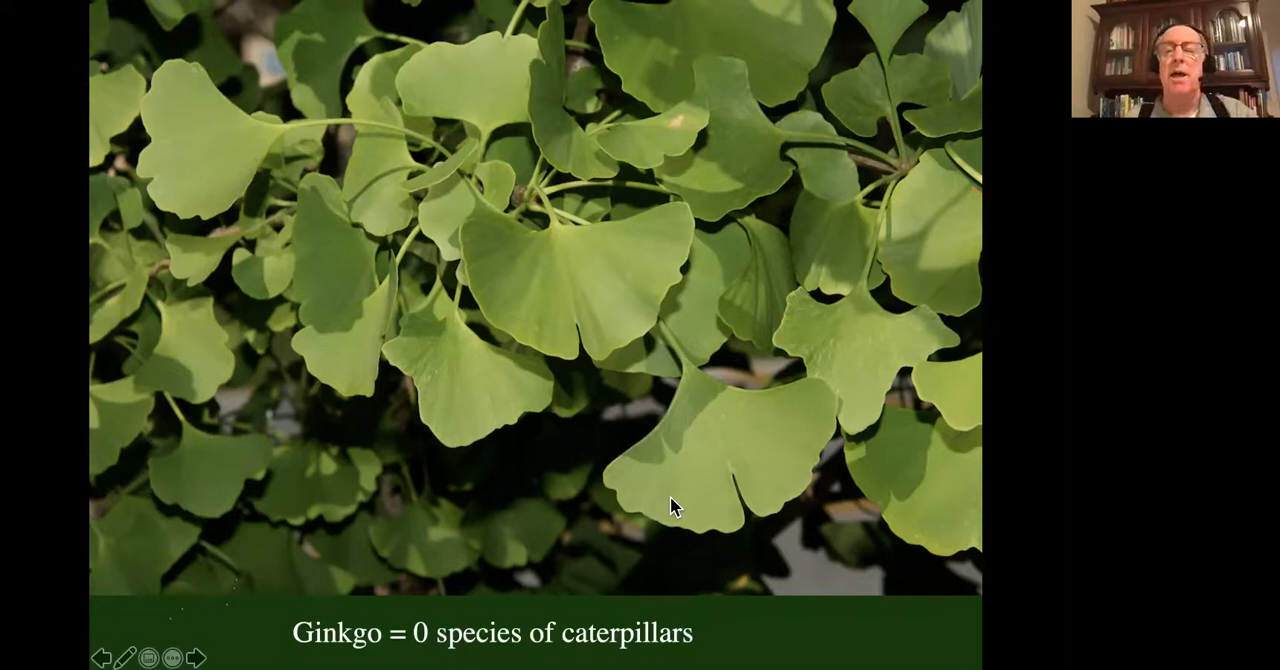 Ginkgo = 0 species of caterpillars